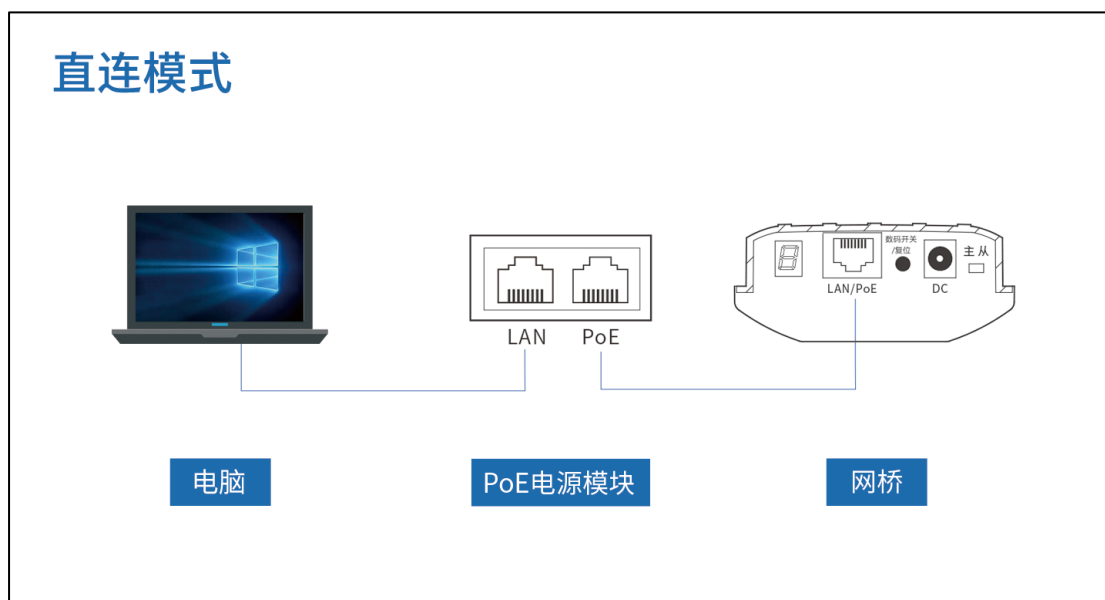 直连模式
数码开关
/复位
主 从
LAN/PoE
DC
LAN
PoE
电脑
PoE电源模块
网桥